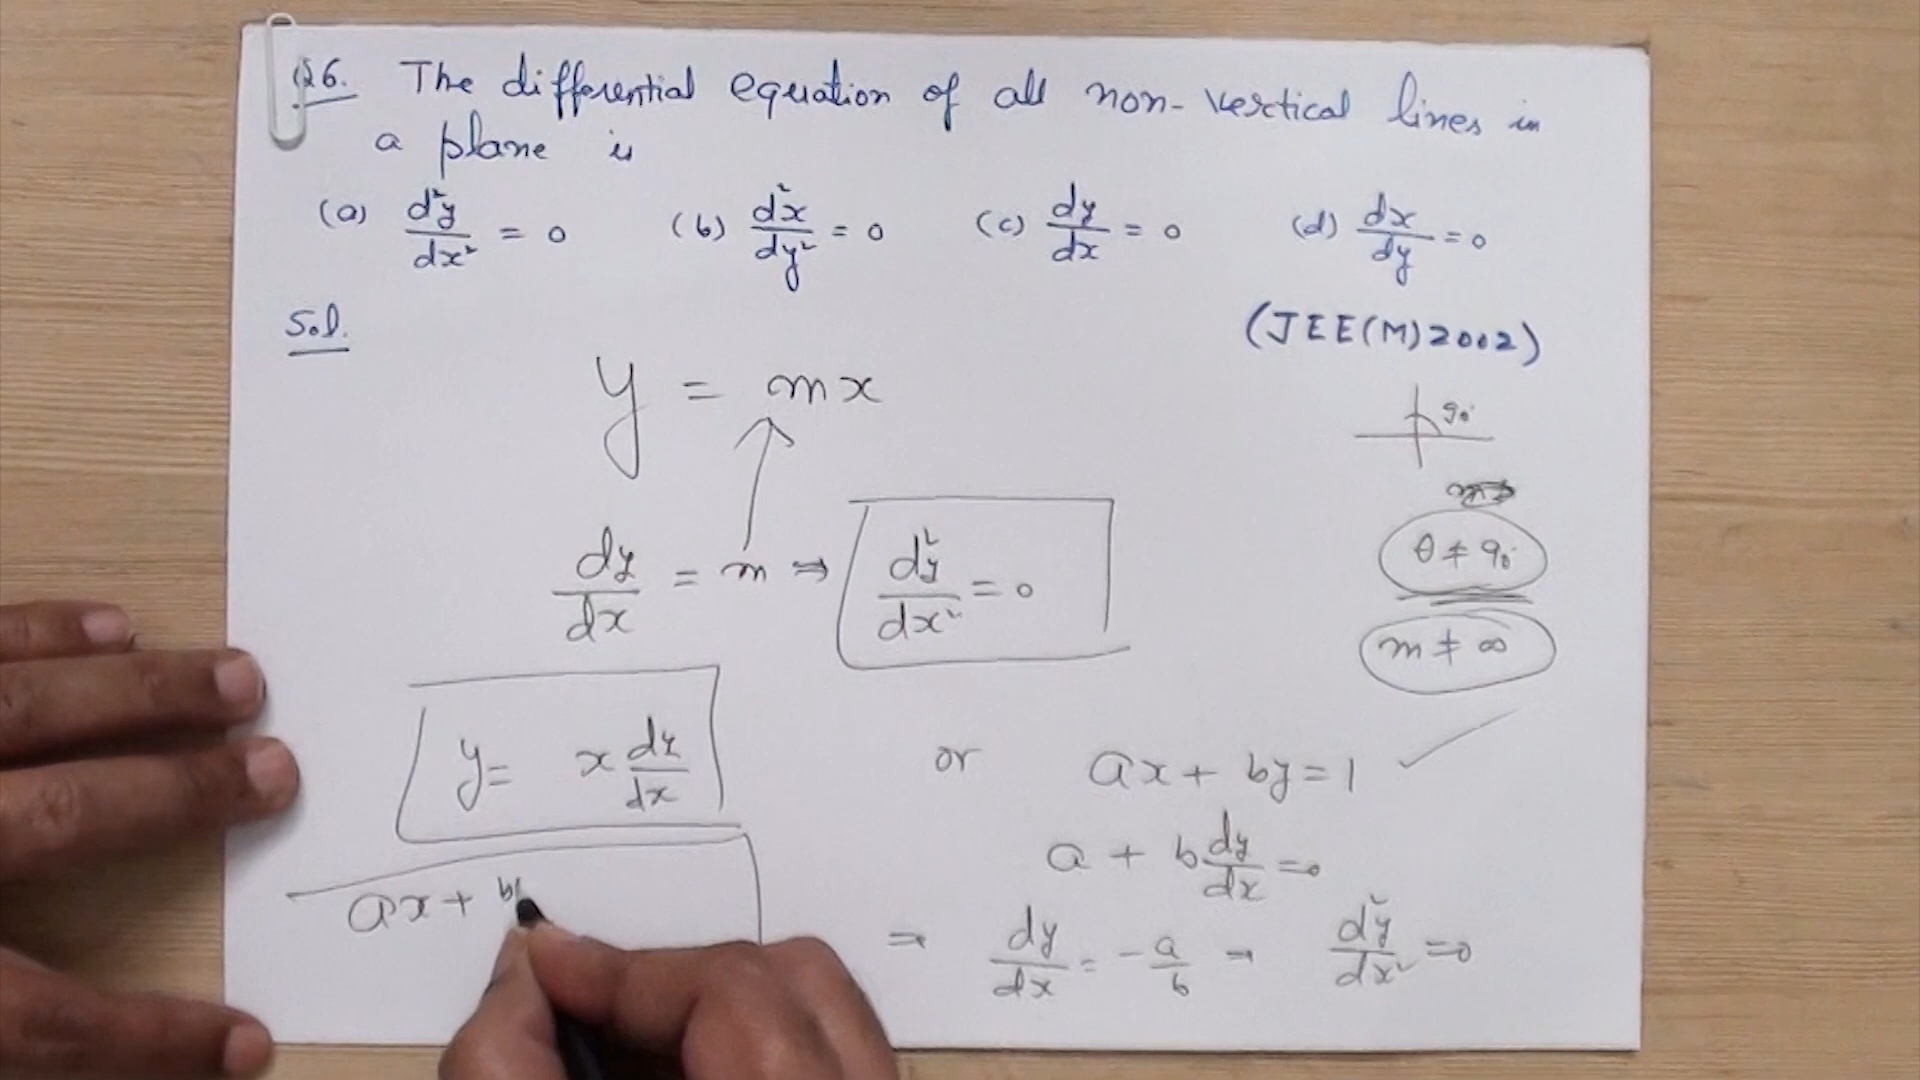 Q6. The differential equation of all non-vertical lines in
a plane is
(a) d²y/dx² = 0 (b) d²x/dy² = 0 (c) dy/dx = 0 (d) dx/dy = 0
Sol.
(JEE(M)2002)
y = mx
90°
dy/dx = m ⇒ d²y/dx² = 0
θ ≠ 90°
m ≠ ∞
y = x dy/dx
or ax + by = 1 ✓
a + b dy/dx = 0
⇒ dy/dx = -a/b ⇒ d²y/dx² = 0
ax + by